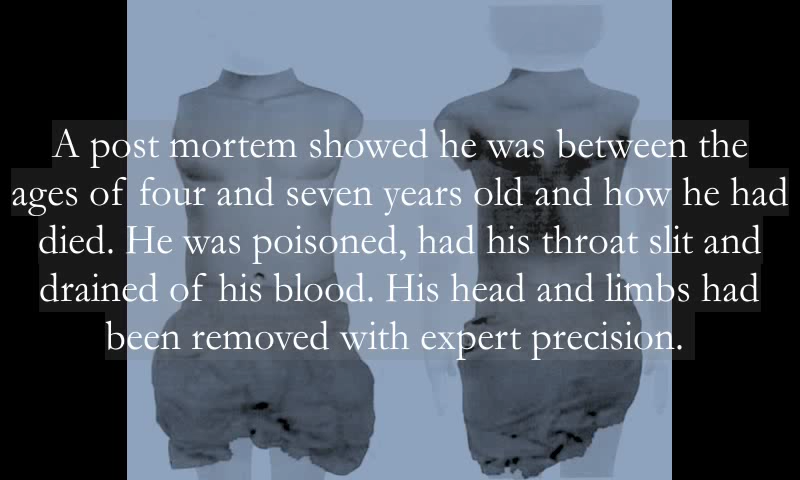 A post mortem showed he was between the
ages of four and seven years old and how he had
died. He was poisoned, had his throat slit and
drained of his blood. His head and limbs had
been removed with expert precision.